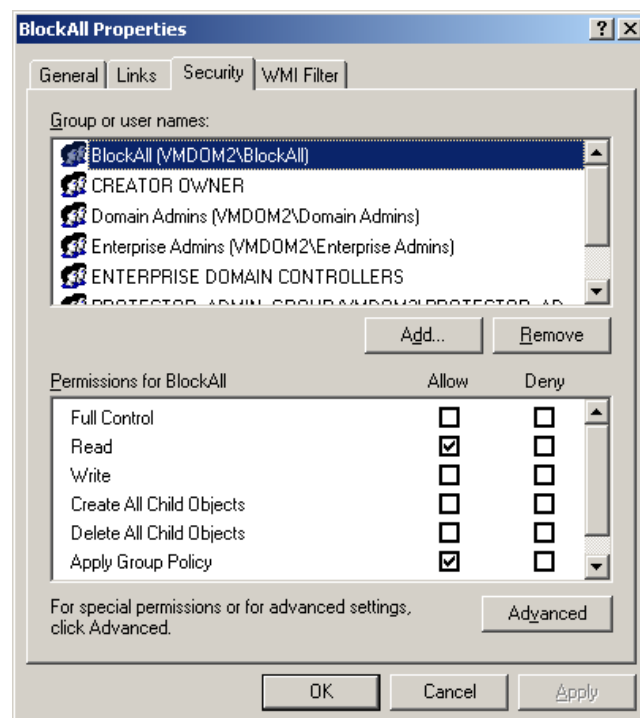 BlockAll Properties
General Links Security WMI Filter
Group or user names:
BlockAll (VMDOM2\BlockAll)
CREATOR OWNER
Domain Admins (VMDOM2\Domain Admins)
Enterprise Admins (VMDOM2\Enterprise Admins)
ENTERPRISE DOMAIN CONTROLLERS
Add... Remove
Permissions for BlockAll Allow Deny
Full Control
Read
Write
Create All Child Objects
Delete All Child Objects
Apply Group Policy
For special permissions or for advanced settings,
click Advanced.
Advanced
OK Cancel Apply